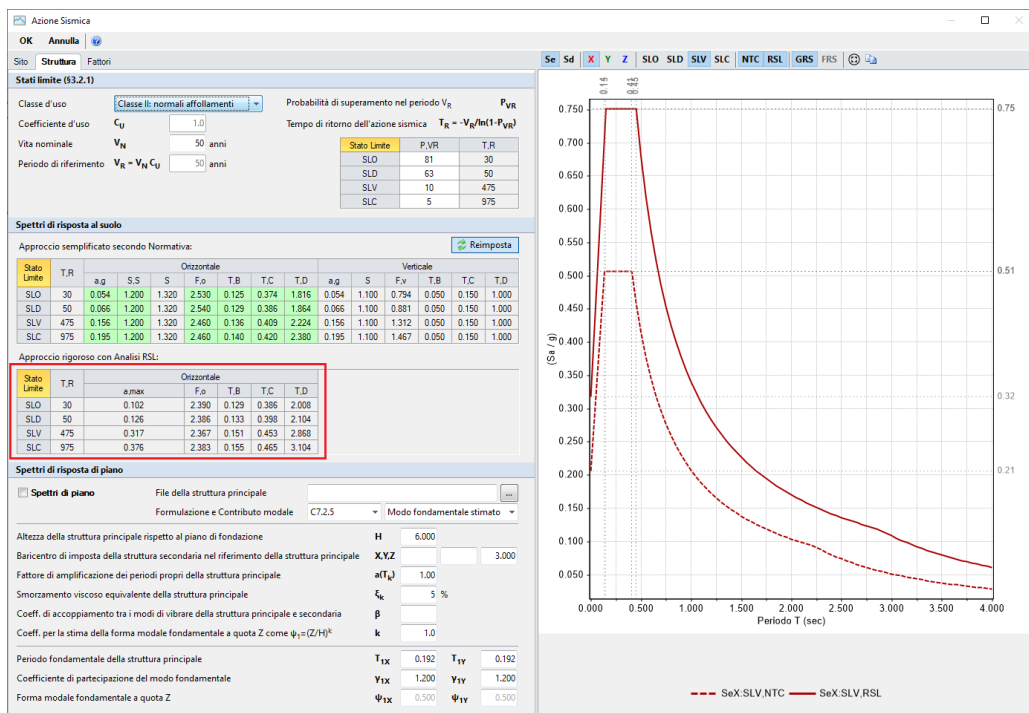 Azione Sismica
OK Annulla
Sito Struttura Fattori
Se Sd X Y Z SLO SLD SLV SLC NTC RSL GRS FRS
Stati limite (§3.2.1)
Classe d'uso Classe II: normali affollamenti
Probabilità di superamento nel periodo VR PVR
Coefficiente d'uso CU 1.0
Tempo di ritorno dell'azione sismica TR = -VR/ln(1-PVR)
Vita nominale VN 50 anni
Periodo di riferimento VR = VN CU 50 anni
Stato Limite P,VR T,R
SLO 81 30
SLD 63 50
SLV 10 475
SLC 5 975
Spettri di risposta al suolo
Approccio semplificato secondo Normativa: Reimposta
Stato Limite T,R Orizzontale Verticale
a,g S,S S F,o T,B T,C T,D a,g S F,v T,B T,C T,D
SLO 30 0.054 1.200 1.320 2.530 0.125 0.374 1.816 0.054 1.100 0.794 0.050 0.150 1.000
SLD 50 0.066 1.200 1.320 2.540 0.129 0.386 1.864 0.066 1.100 0.881 0.050 0.150 1.000
SLV 475 0.156 1.200 1.320 2.460 0.136 0.409 2.224 0.156 1.100 1.312 0.050 0.150 1.000
SLC 975 0.195 1.200 1.320 2.460 0.140 0.420 2.380 0.195 1.100 1.467 0.050 0.150 1.000
Approccio rigoroso con Analisi RSL:
Stato Limite T,R Orizzontale
a,max F,o T,B T,C T,D
SLO 30 0.102 2.390 0.129 0.386 2.008
SLD 50 0.126 2.386 0.133 0.398 2.104
SLV 475 0.317 2.367 0.151 0.453 2.868
SLC 975 0.376 2.383 0.155 0.465 3.104
Spettri di risposta di piano
Spettri di piano File della struttura principale ...
Formulazione e Contributo modale C7.2.5 Modo fondamentale stimato
Altezza della struttura principale rispetto al piano di fondazione H 6.000
Baricentro di imposta della struttura secondaria nel riferimento della struttura principale X,Y,Z 3.000
Fattore di amplificazione dei periodi propri della struttura principale a(Tk) 1.00
Smorzamento viscoso equivalente della struttura principale ξk 5 %
Coeff. di accoppiamento tra i modi di vibrare della struttura principale e secondaria β
Coeff. per la stima della forma modale fondamentale a quota Z come ψ1=(Z/H)k k 1.0
Periodo fondamentale della struttura principale T1X 0.192 T1Y 0.192
Coefficiente di partecipazione del modo fondamentale γ1X 1.200 γ1Y 1.200
Forma modale fondamentale a quota Z ψ1X 0.500 ψ1Y 0.500
0.750 0.75
0.700
0.650
0.600
0.550
0.500 0.51
0.450
0.400
0.350
0.300 0.32
0.250
0.200 0.21
0.150
0.100
0.050
(Sa / g)
0.000 0.500 1.000 1.500 2.000 2.500 3.000 3.500 4.000
Periodo T (sec)
SeX:SLV,NTC SeX:SLV,RSL